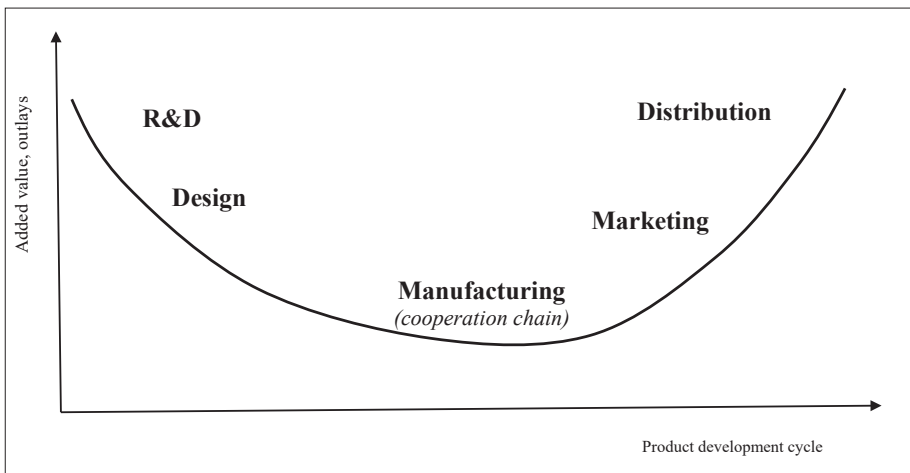 Added value, outlays
R&D
Distribution
Design
Marketing
Manufacturing
(cooperation chain)
Product development cycle